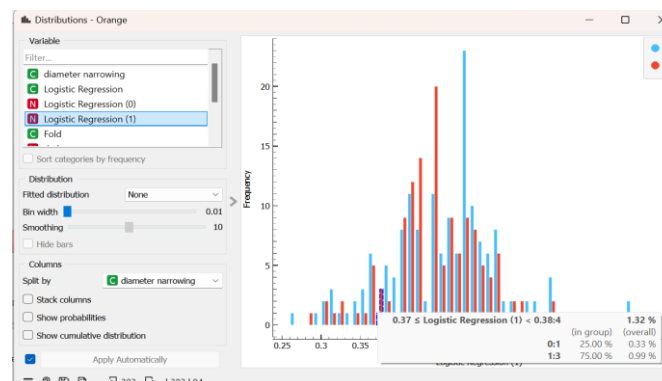 Distributions - Orange
Variable
Filter...
C diameter narrowing
C Logistic Regression
N Logistic Regression (0)
N Logistic Regression (1)
C Fold
Sort categories by frequency
Distribution
Fitted distribution None
Bin width 0.01
Smoothing 10
Hide bars
Columns
Split by C diameter narrowing
Stack columns
Show probabilities
Show cumulative distribution
Apply Automatically
Frequency
20
15
10
5
0
0.25 0.3 0.35
0.37 ≤ Logistic Regression (1) < 0.38:4 1.32 %
(in group) (overall)
0:1 25.00 % 0.33 %
1:3 75.00 % 0.99 %